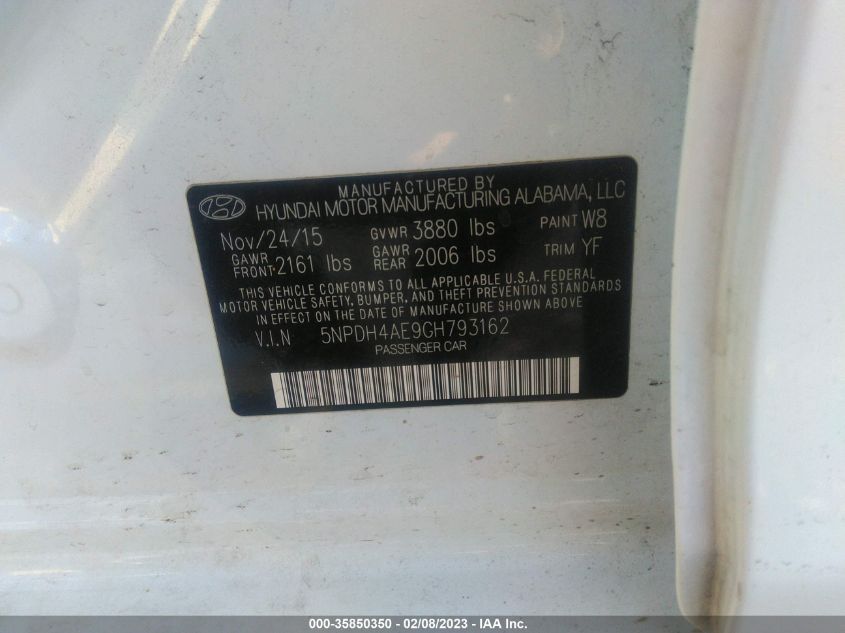 MANUFACTURED BY
HYUNDAI MOTOR MANUFACTURING ALABAMA, LLC
Nov/24/15 GVWR 3880 lbs PAINT W8
GAWR FRONT 2161 lbs GAWR REAR 2006 lbs TRIM YF
THIS VEHICLE CONFORMS TO ALL APPLICABLE U.S.A. FEDERAL
MOTOR VEHICLE SAFETY, BUMPER, AND THEFT PREVENTION STANDARDS
IN EFFECT ON THE DATE OF MANUFACTURE SHOWN ABOVE.
V.I.N 5NPDH4AE9GH793162
PASSENGER CAR
000-35850350 - 02/08/2023 - IAA Inc.